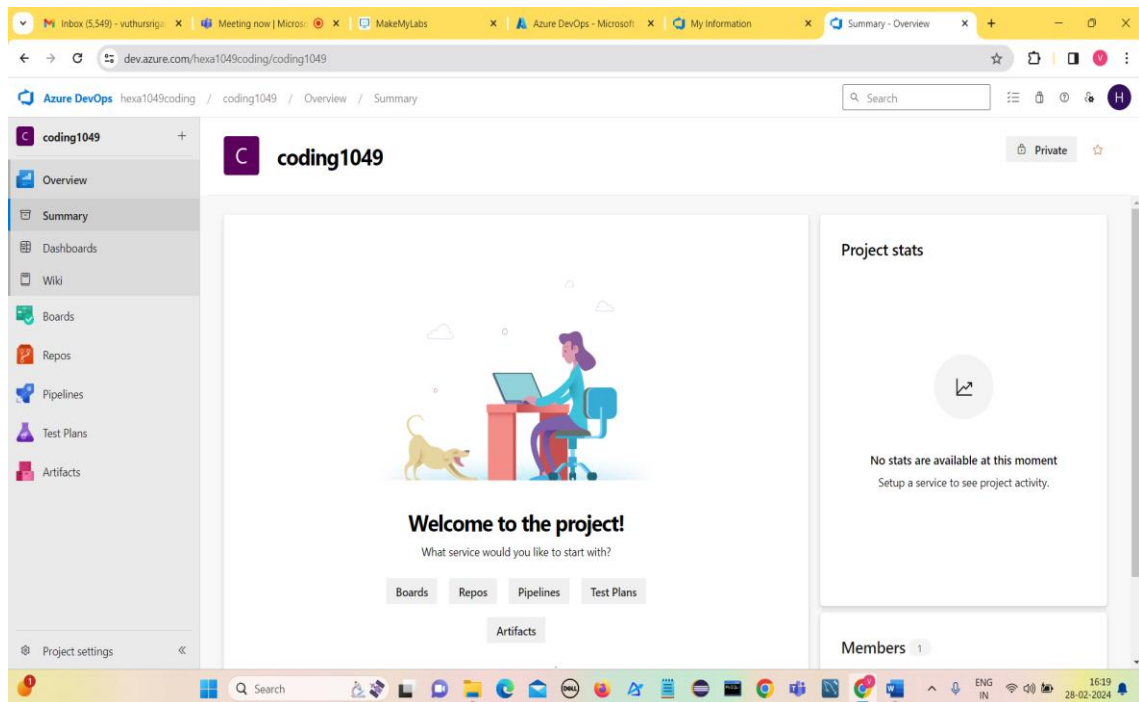 Inbox (5,549) - vuthursriga
Meeting now | Micros
MakeMyLabs
Azure DevOps - Microsoft
My Information
Summary - Overview
dev.azure.com/hexa1049coding/coding1049
V
Azure DevOps hexa1049coding / coding1049 / Overview / Summary
Search
H
C coding1049 +
Overview
Summary
Dashboards
Wiki
Boards
Repos
Pipelines
Test Plans
Artifacts
Project settings
C coding1049
Private
Welcome to the project!
What service would you like to start with?
Boards Repos Pipelines Test Plans
Artifacts
Project stats
No stats are available at this moment
Setup a service to see project activity.
Members 1
1
Search
DELL
ENG
IN
16:19
28-02-2024